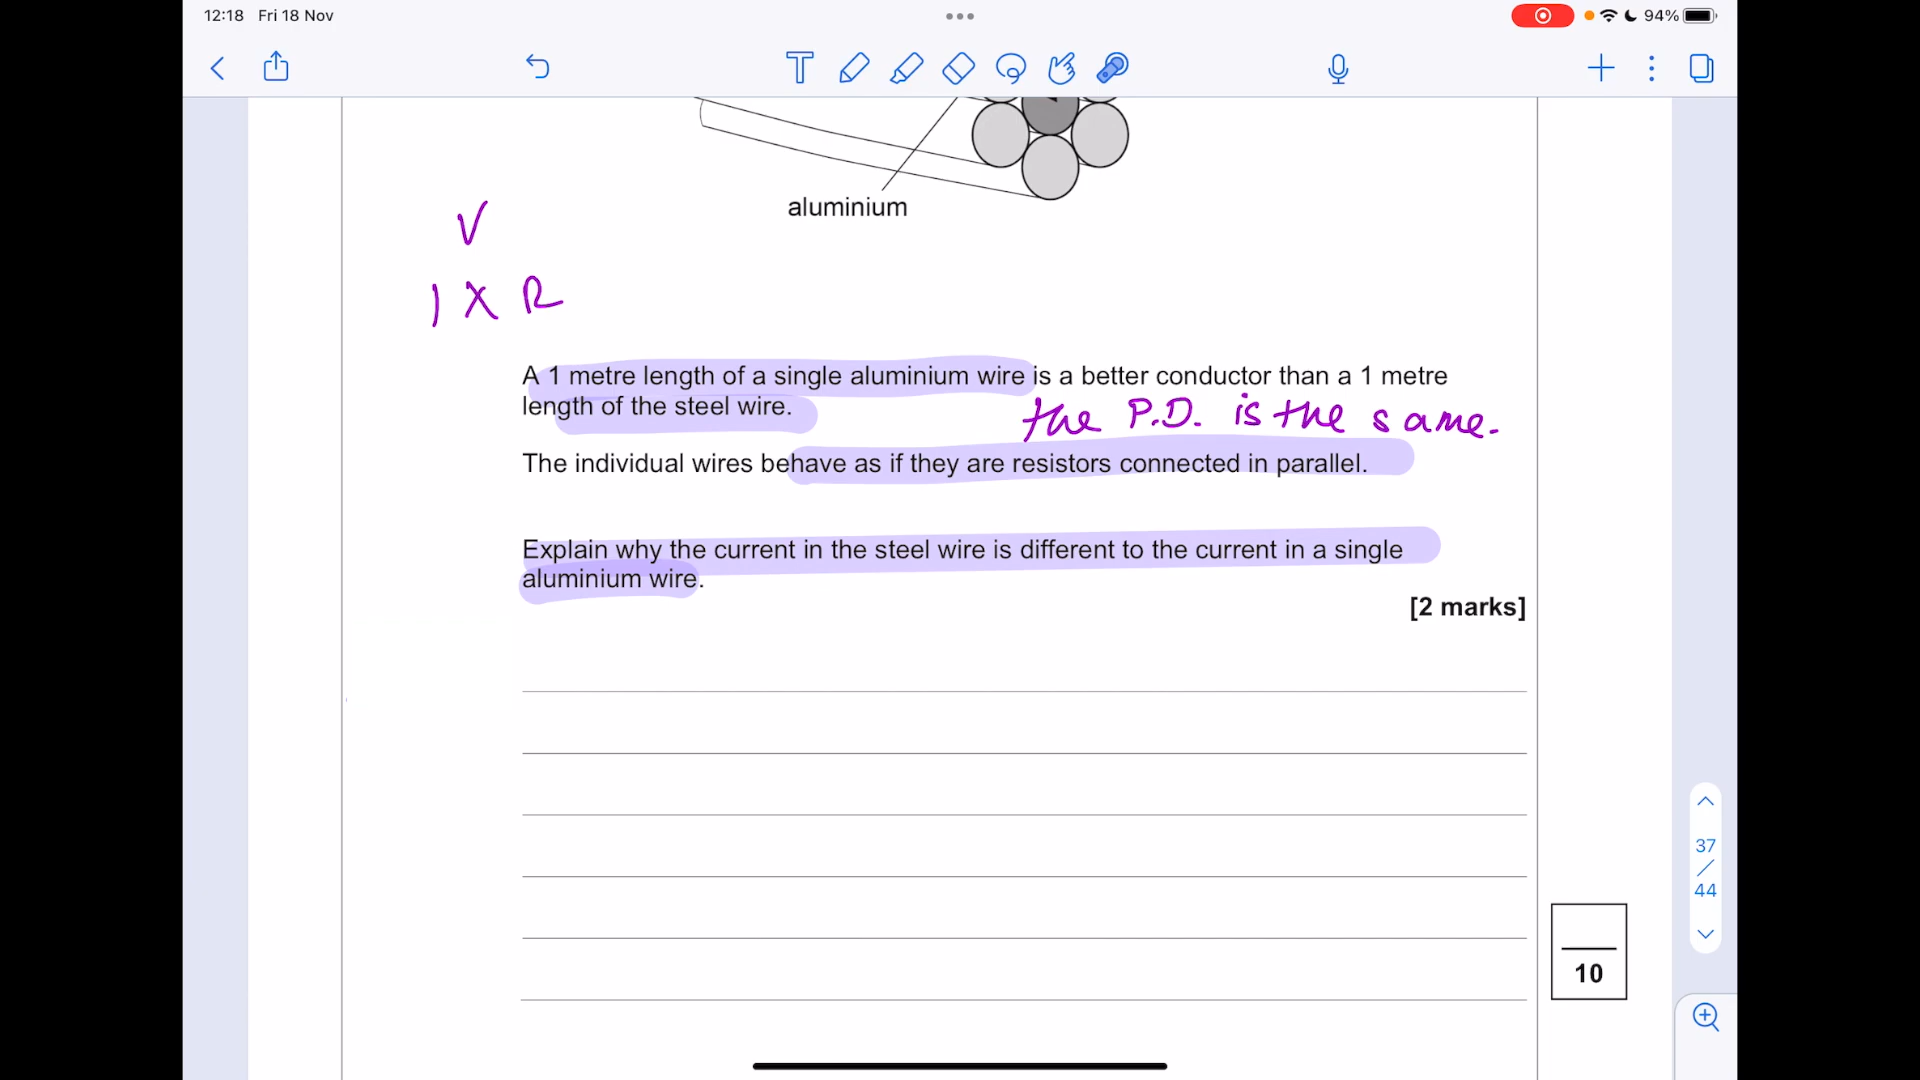 12:18 Fri 18 Nov
94%
aluminium
V
I X R
A 1 metre length of a single aluminium wire is a better conductor than a 1 metre
length of the steel wire.
the P.D. is the same.
The individual wires behave as if they are resistors connected in parallel.
Explain why the current in the steel wire is different to the current in a single
aluminium wire.
[2 marks]
37
/
44
10